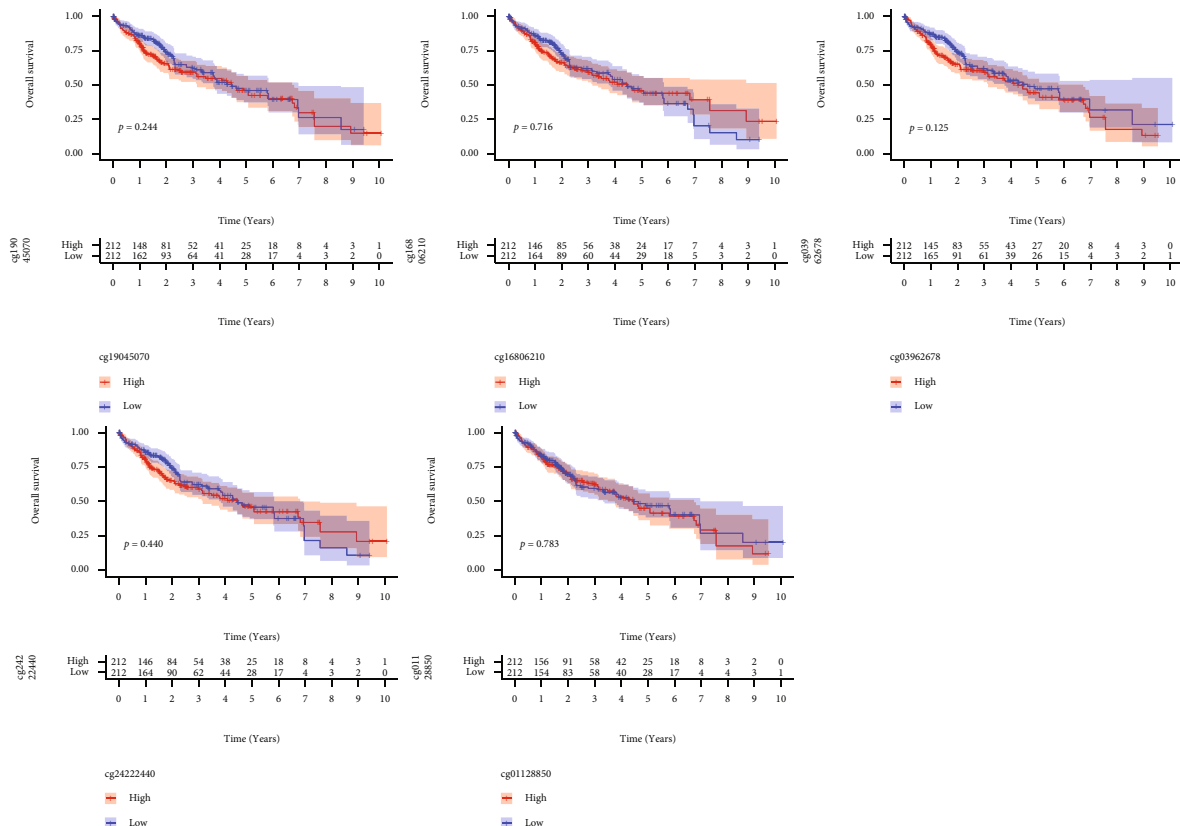 Overall survival
1.00
0.75
0.50
0.25
0.00
p = 0.244
0 1 2 3 4 5 6 7 8 9 10
Time (Years)
cg190
45070
High 212 148 81 52 41 25 18 8 4 3 1
Low 212 162 93 64 41 28 17 4 3 2 0
0 1 2 3 4 5 6 7 8 9 10
Time (Years)
cg19045070
High
Low
Overall survival
1.00
0.75
0.50
0.25
0.00
p = 0.716
0 1 2 3 4 5 6 7 8 9 10
Time (Years)
cg168
06210
High 212 146 85 56 38 24 17 7 4 3 1
Low 212 164 89 60 44 29 18 5 3 2 0
0 1 2 3 4 5 6 7 8 9 10
Time (Years)
cg16806210
High
Low
Overall survival
1.00
0.75
0.50
0.25
0.00
p = 0.125
0 1 2 3 4 5 6 7 8 9 10
Time (Years)
cg039
62678
High 212 145 83 55 43 27 20 8 4 3 0
Low 212 165 91 61 39 26 15 4 3 2 1
0 1 2 3 4 5 6 7 8 9 10
Time (Years)
cg03962678
High
Low
Overall survival
1.00
0.75
0.50
0.25
0.00
p = 0.440
0 1 2 3 4 5 6 7 8 9 10
Time (Years)
cg242
22440
High 212 146 84 54 38 25 18 8 4 3 1
Low 212 164 90 62 44 28 17 4 3 2 0
0 1 2 3 4 5 6 7 8 9 10
Time (Years)
cg24222440
High
Low
Overall survival
1.00
0.75
0.50
0.25
0.00
p = 0.783
0 1 2 3 4 5 6 7 8 9 10
Time (Years)
cg011
28850
High 212 156 91 58 42 25 18 8 3 2 0
Low 212 154 83 58 40 28 17 4 4 3 1
0 1 2 3 4 5 6 7 8 9 10
Time (Years)
cg01128850
High
Low